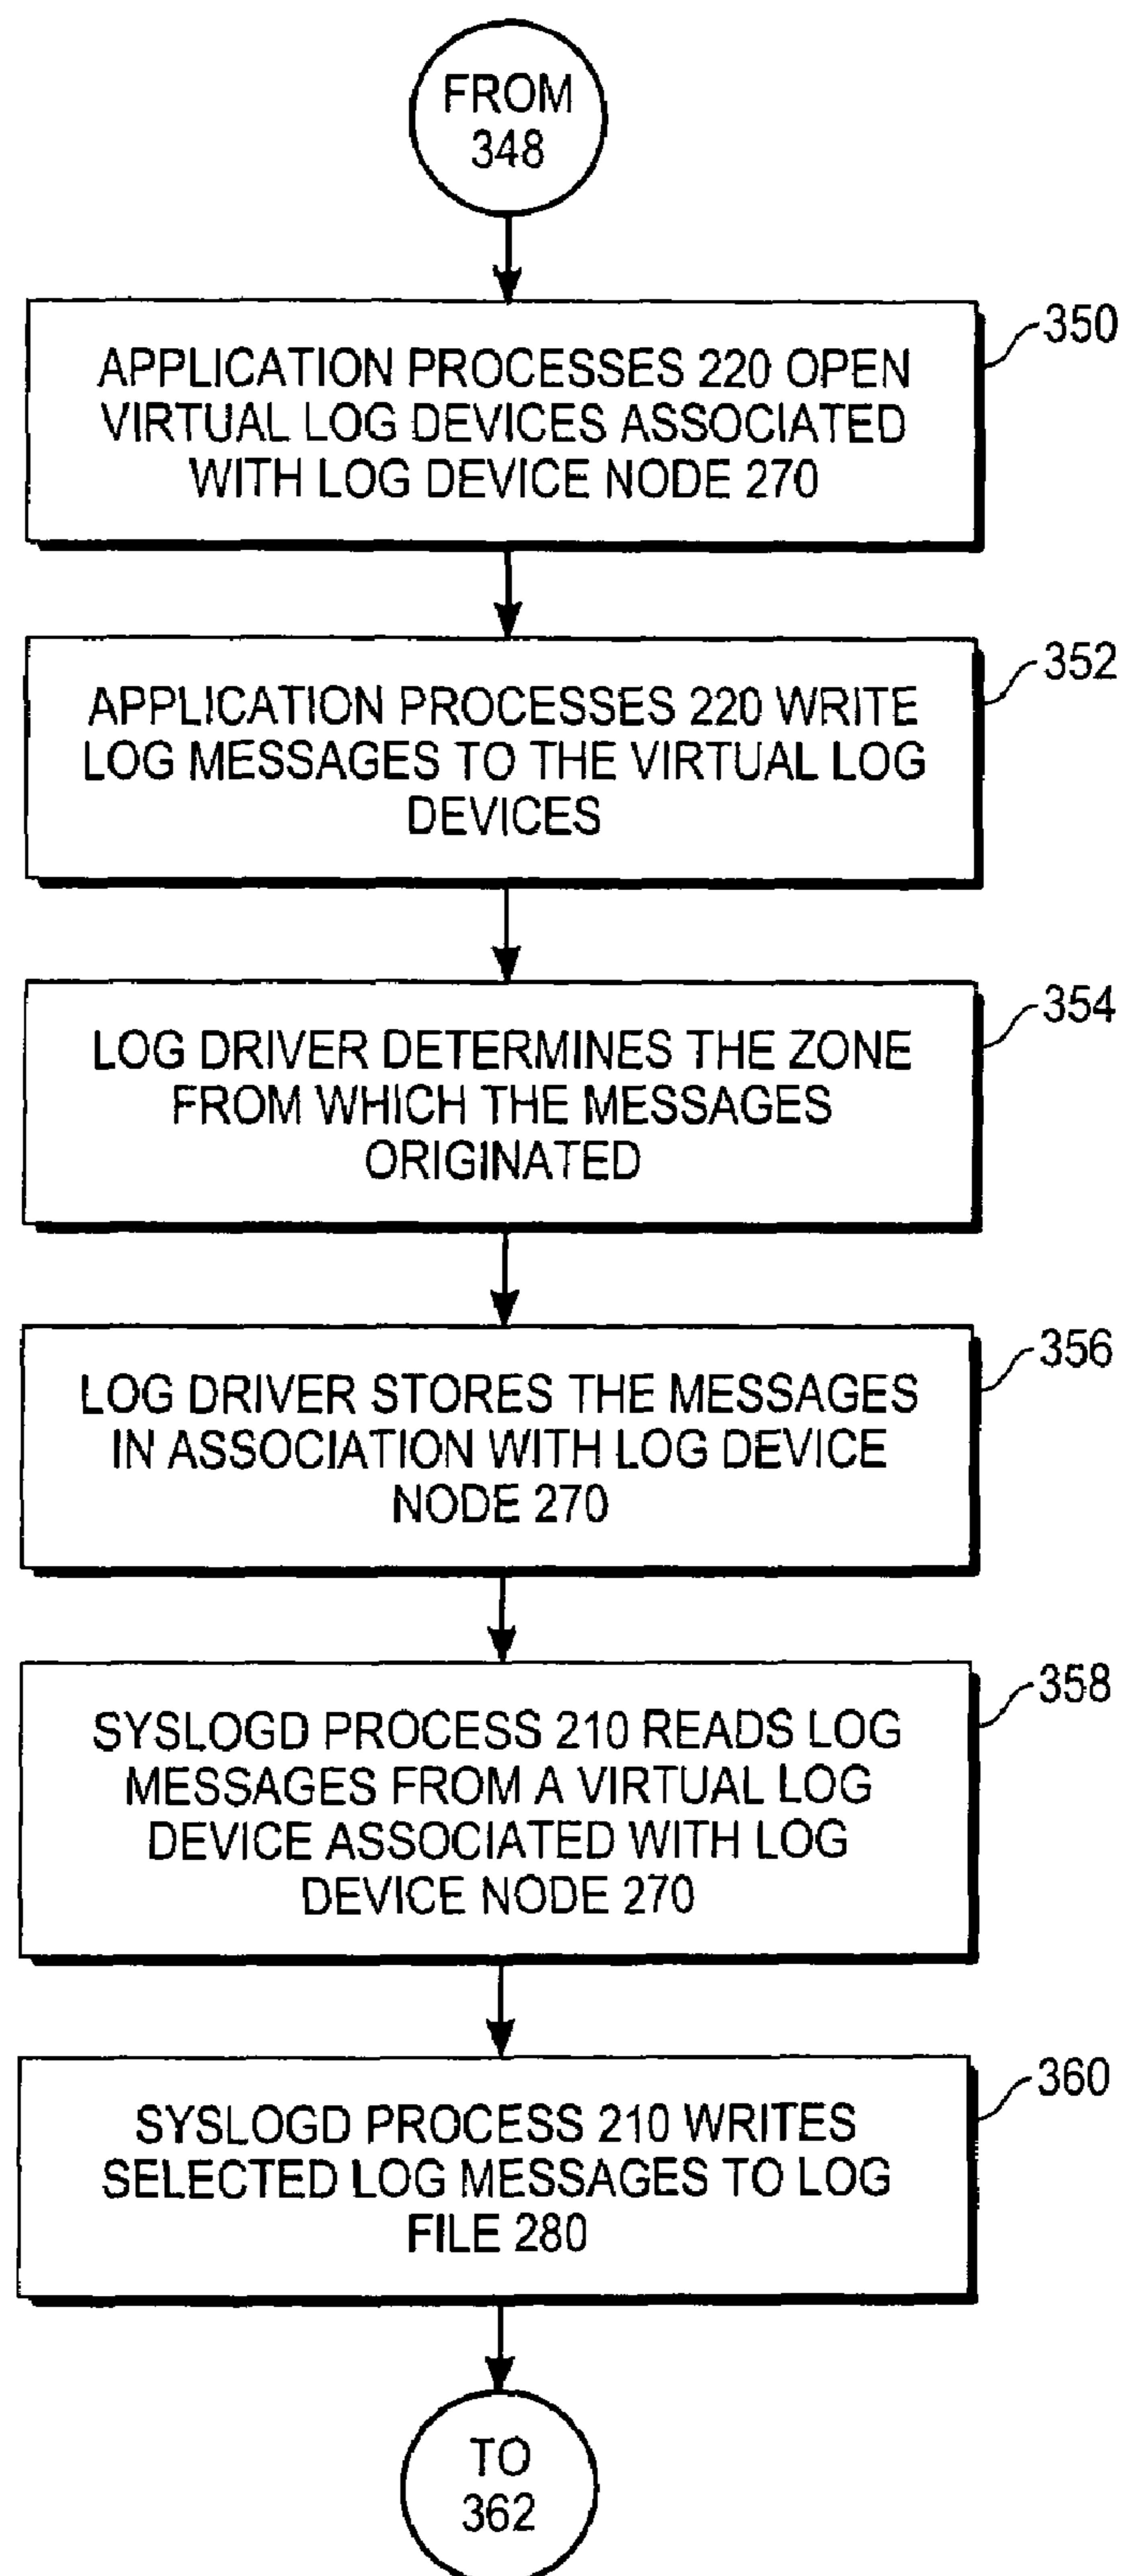 FROM
348
350
APPLICATION PROCESSES 220 OPEN
VIRTUAL LOG DEVICES ASSOCIATED
WITH LOG DEVICE NODE 270
352
APPLICATION PROCESSES 220 WRITE
LOG MESSAGES TO THE VIRTUAL LOG
DEVICES
354
LOG DRIVER DETERMINES THE ZONE
FROM WHICH THE MESSAGES
ORIGINATED
356
LOG DRIVER STORES THE MESSAGES
IN ASSOCIATION WITH LOG DEVICE
NODE 270
358
SYSLOGD PROCESS 210 READS LOG
MESSAGES FROM A VIRTUAL LOG
DEVICE ASSOCIATED WITH LOG
DEVICE NODE 270
360
SYSLOGD PROCESS 210 WRITES
SELECTED LOG MESSAGES TO LOG
FILE 280
TO
362